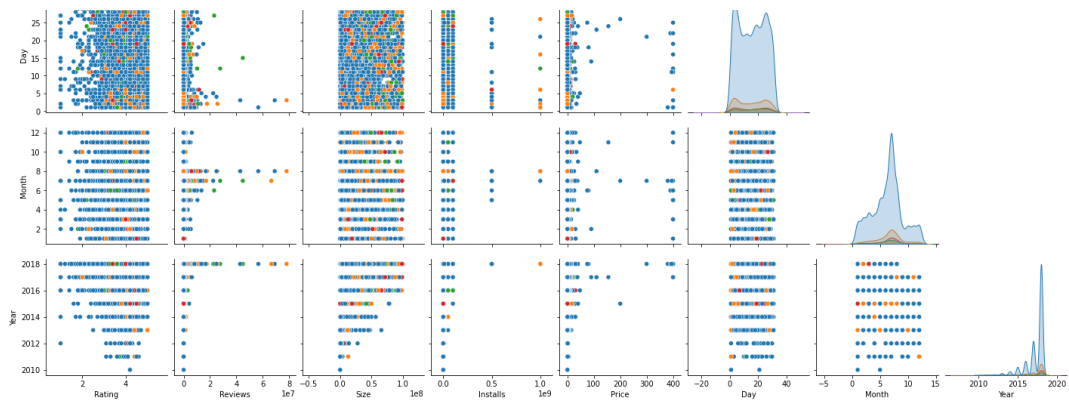 25
20
15
10
5
0
Day
12
10
8
6
4
2
Month
2018
2016
2014
2012
2010
Year
2 4
0 2 4 6 8
1e7
−0.5 0.0 0.5 1.0
1e8
0.0 0.5 1.0
1e9
0 100 200 300 400
−20 0 20 40
−5 0 5 10 15
2010 2015 2020
Rating Reviews Size Installs Price Day Month Year